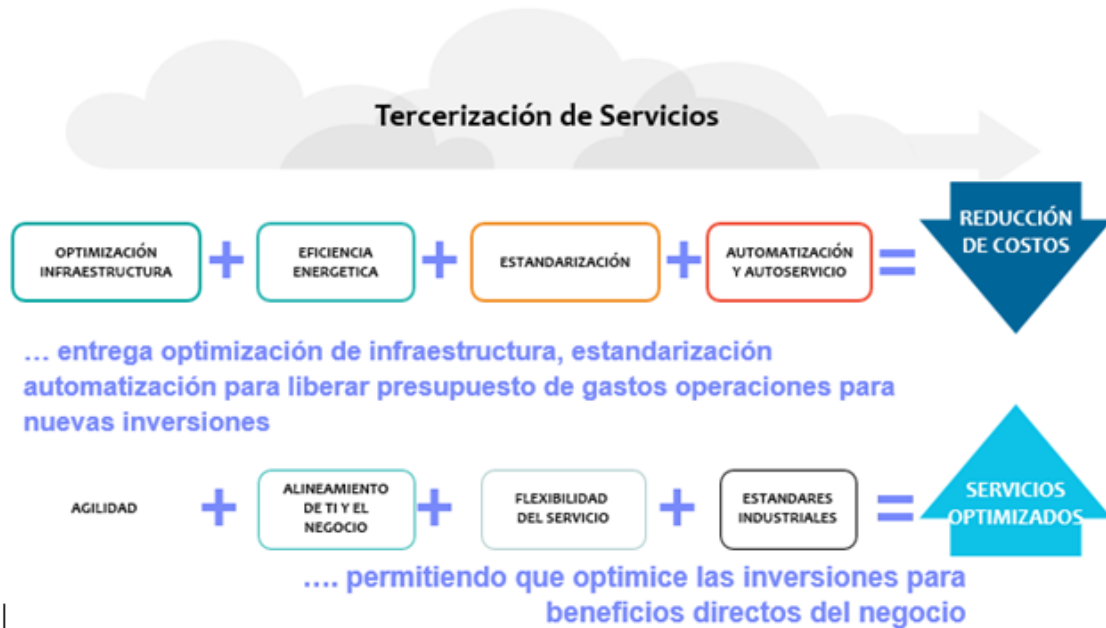 Tercerización de Servicios
OPTIMIZACIÓN
INFRAESTRUCTURA
+
EFICIENCIA
ENERGETICA
+
ESTANDARIZACIÓN
+
AUTOMATIZACIÓN
Y AUTOSERVICIO
=
REDUCCIÓN
DE COSTOS
... entrega optimización de infraestructura, estandarización
automatización para liberar presupuesto de gastos operaciones para
nuevas inversiones
AGILIDAD
+
ALINEAMIENTO
DE TI Y EL
NEGOCIO
+
FLEXIBILIDAD
DEL SERVICIO
+
ESTANDARES
INDUSTRIALES
=
SERVICIOS
OPTIMIZADOS
.... permitiendo que optimice las inversiones para
beneficios directos del negocio